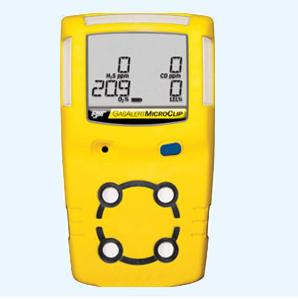 0 0
H₂S ppm CO ppm
20.9 0
O₂% LEL%
GASALERTMICROCLIP